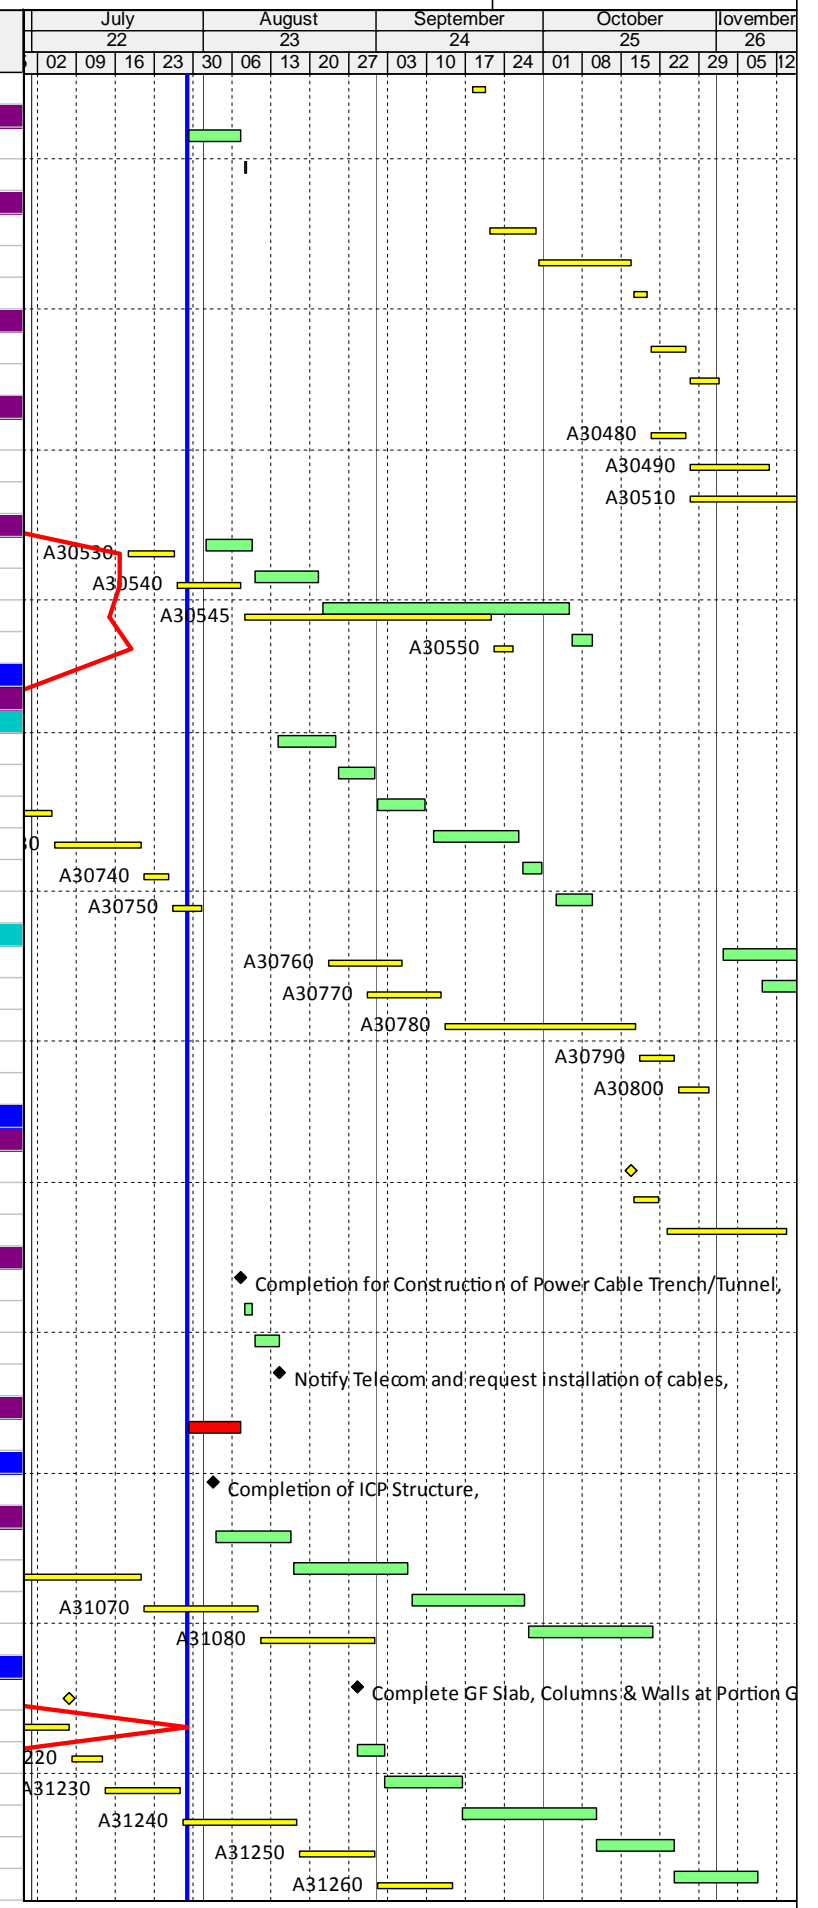 July August September October lovember
22 23 24 25 26
02 09 16 23 30 06 13 20 27 03 10 17 24 01 08 15 22 29 05 12
A30480
A30490
A30510
A30530
A30540
A30545
A30550
30
A30740
A30750
A30760
A30770
A30780
A30790
A30800
Completion for Construction of Power Cable Trench/Tunnel,
Notify Telecom and request installation of cables,
Completion of ICP Structure,
A31070
A31080
Complete GF Slab, Columns & Walls at Portion G
220
A31230
A31240
A31250
A31260